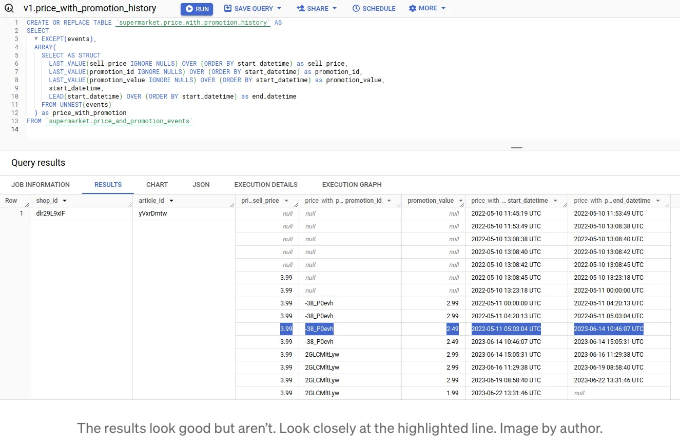 v1.price_with_promotion_history RUN SAVE QUERY SHARE SCHEDULE MORE
1 CREATE OR REPLACE TABLE `supermarket.price_with_promotion_history` AS
2 SELECT
3 * EXCEPT(events),
4 ARRAY(
5 SELECT AS STRUCT
6 LAST_VALUE(sell_price IGNORE NULLS) OVER (ORDER BY start_datetime) as sell_price,
7 LAST_VALUE(promotion_id IGNORE NULLS) OVER (ORDER BY start_datetime) as promotion_id,
8 LAST_VALUE(promotion_value IGNORE NULLS) OVER (ORDER BY start_datetime) as promotion_value,
9 start_datetime,
10 LEAD(start_datetime) OVER (ORDER BY start_datetime) as end_datetime
11 FROM UNNEST(events)
12 ) as price_with_promotion
13 FROM `supermarket.price_and_promotion_events`
14
Query results
JOB INFORMATION RESULTS CHART JSON EXECUTION DETAILS EXECUTION GRAPH
Row shop_id article_id pri...sell_price price_with_p... promotion_id promotion_value price_with_... start_datetime price_with_p...end_datetime
1 dlr29L9xIF yVxrDmtw null null null 2022-05-10 11:45:19 UTC 2022-05-10 11:53:49 UTC
null null null 2022-05-10 11:53:49 UTC 2022-05-10 13:08:38 UTC
null null null 2022-05-10 13:08:38 UTC 2022-05-10 13:08:40 UTC
null null null 2022-05-10 13:08:40 UTC 2022-05-10 13:08:42 UTC
null null null 2022-05-10 13:08:42 UTC 2022-05-10 13:08:45 UTC
3.99 null null 2022-05-10 13:08:45 UTC 2022-05-10 13:23:18 UTC
3.99 null null 2022-05-10 13:23:18 UTC 2022-05-11 00:00:00 UTC
3.99 -38_P0evh 2.99 2022-05-11 00:00:00 UTC 2022-05-11 04:20:13 UTC
3.99 -38_P0evh 2.99 2022-05-11 04:20:13 UTC 2022-05-11 05:03:04 UTC
3.99 -38_P0evh 2.49 2022-05-11 05:03:04 UTC 2023-06-14 10:46:07 UTC
3.99 -38_P0evh 2.49 2023-06-14 10:46:07 UTC 2023-06-14 15:05:31 UTC
3.99 2GLCMltLyw 2.99 2023-06-14 15:05:31 UTC 2023-06-16 11:29:38 UTC
3.99 2GLCMltLyw 2.99 2023-06-16 11:29:38 UTC 2023-06-19 08:58:40 UTC
3.99 2GLCMltLyw 2.99 2023-06-19 08:58:40 UTC 2023-06-22 13:31:46 UTC
3.99 2GLCMltLyw 2.99 2023-06-22 13:31:46 UTC null
The results look good but aren’t. Look closely at the highlighted line. Image by author.